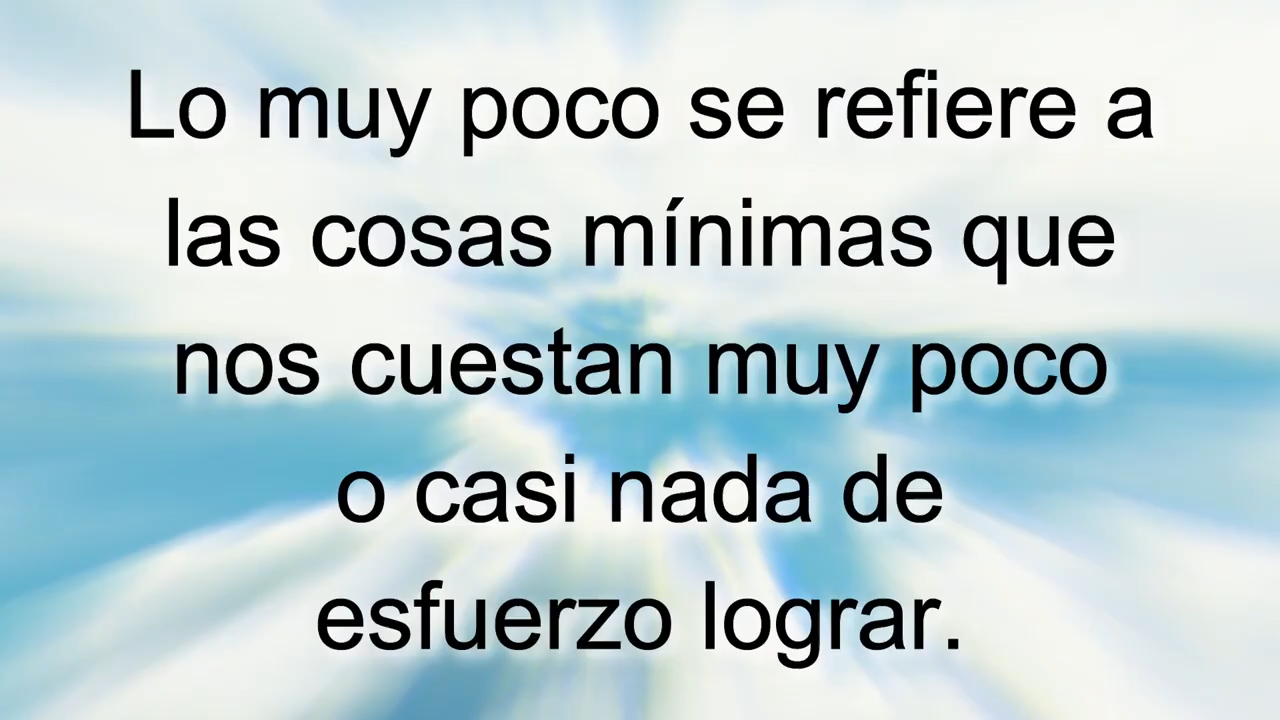 Lo muy poco se refiere a
las cosas mínimas que
nos cuestan muy poco
o casi nada de
esfuerzo lograr.